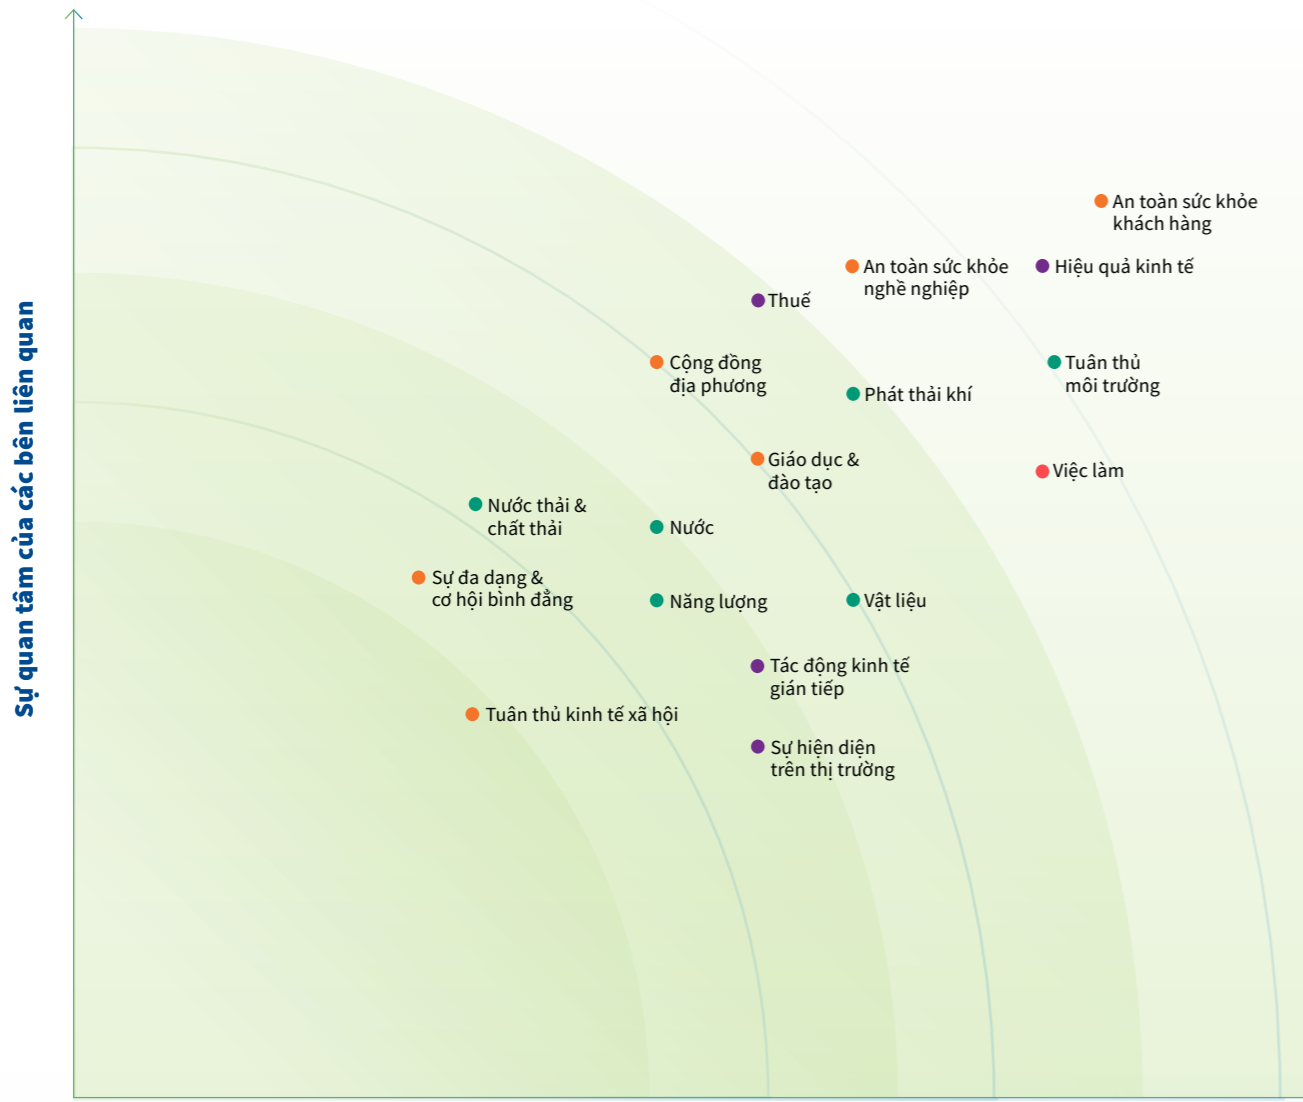 Sự quan tâm của các bên liên quan
An toàn sức khỏe
khách hàng
An toàn sức khỏe
nghề nghiệp
Hiệu quả kinh tế
Thuế
Cộng đồng
địa phương
Tuân thủ
môi trường
Phát thải khí
Giáo dục &
đào tạo
Việc làm
Nước thải &
chất thải
Nước
Sự đa dạng &
cơ hội bình đẳng
Năng lượng
Vật liệu
Tác động kinh tế
gián tiếp
Tuân thủ kinh tế xã hội
Sự hiện diện
trên thị trường